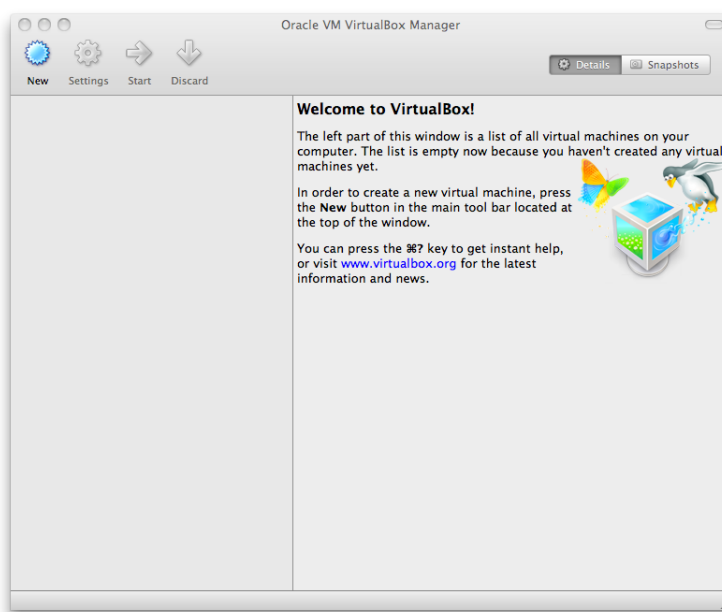 Oracle VM VirtualBox Manager
New Settings Start Discard
Details Snapshots
Welcome to VirtualBox!
The left part of this window is a list of all virtual machines on your
computer. The list is empty now because you haven't created any virtual
machines yet.
In order to create a new virtual machine, press
the New button in the main tool bar located at
the top of the window.
You can press the ⌘? key to get instant help,
or visit www.virtualbox.org for the latest
information and news.